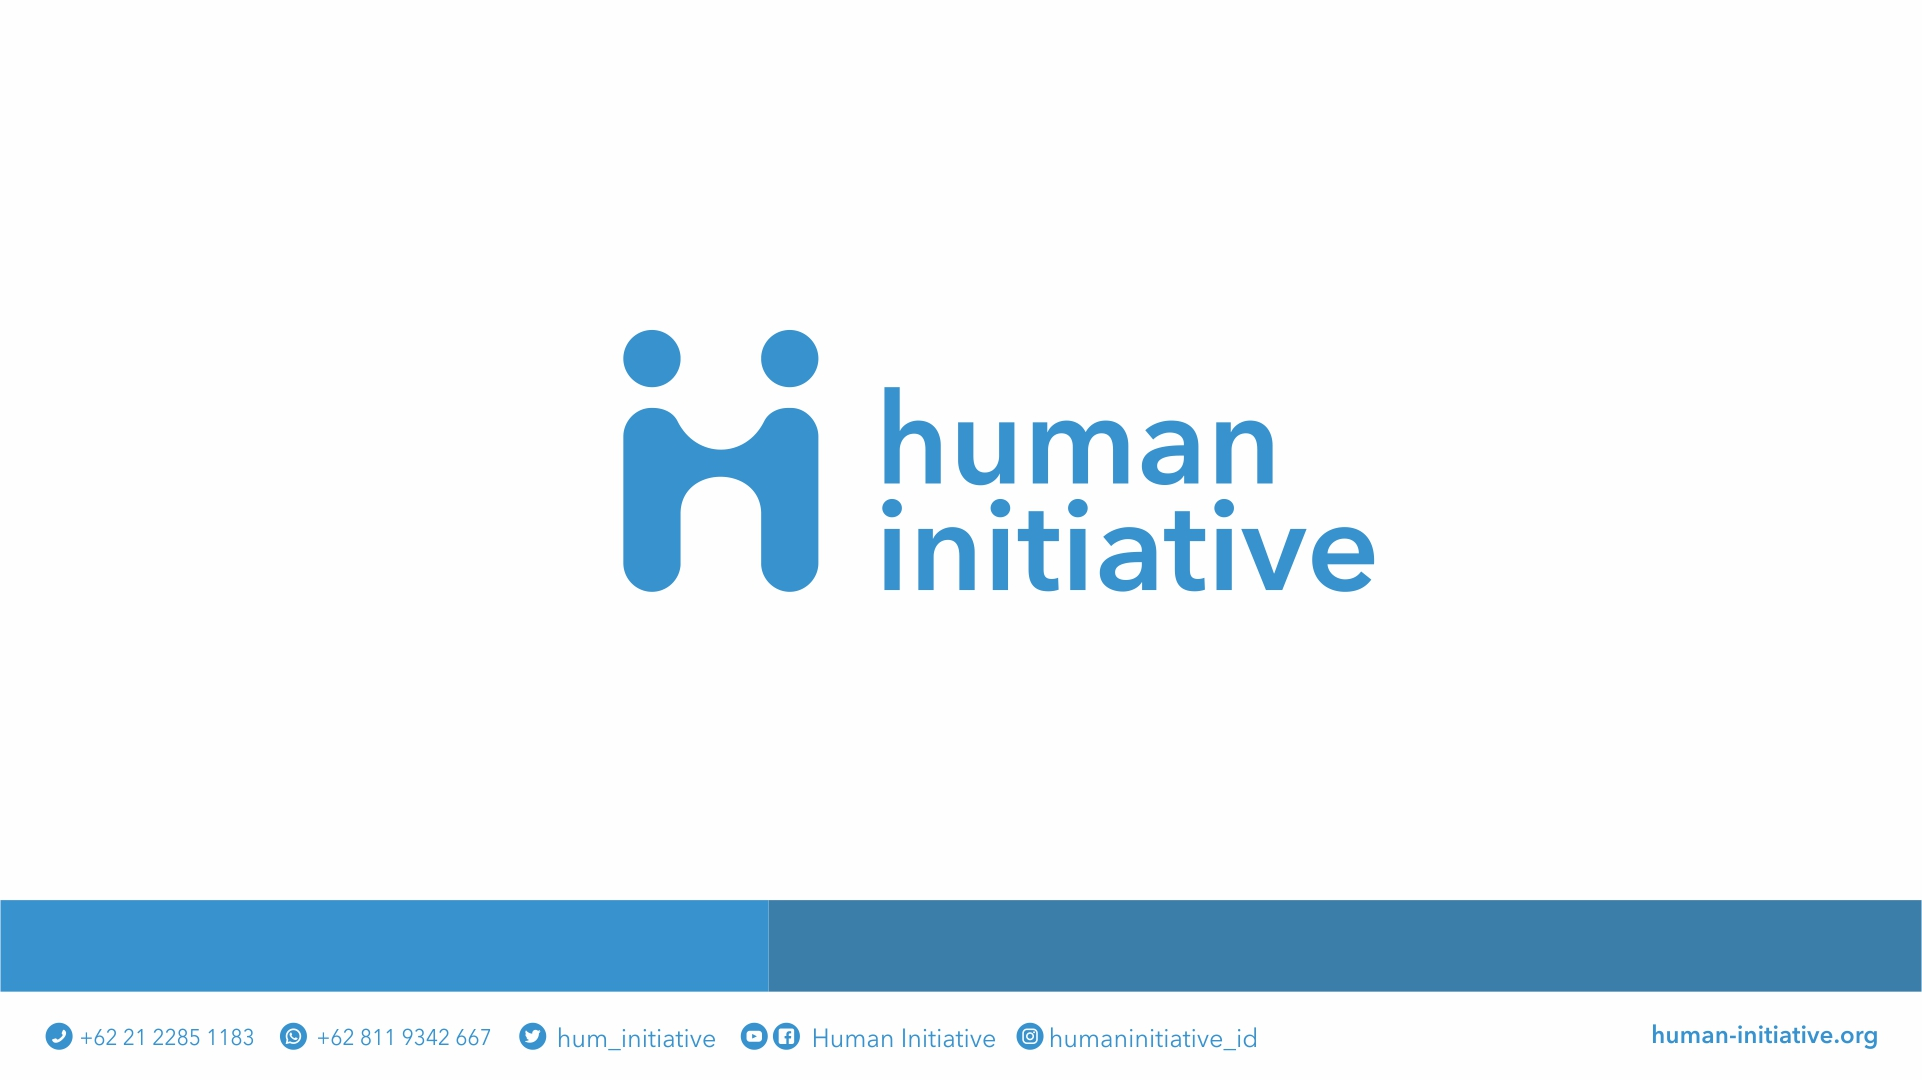 human
initiative
+62 21 2285 1183 +62 811 9342 667 hum_initiative Human Initiative humaninitiative_id human-initiative.org